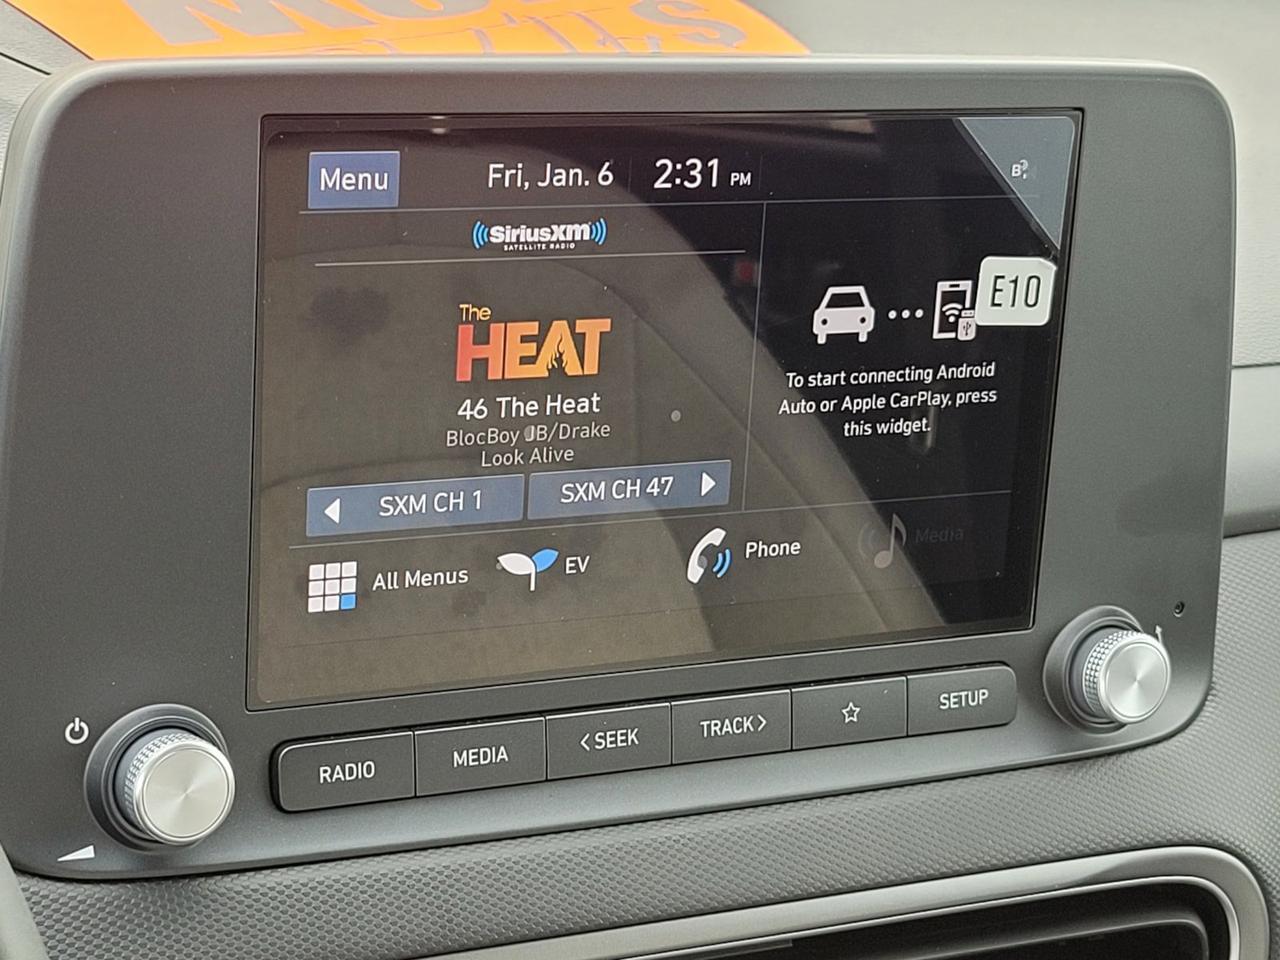 Menu
Fri, Jan. 6
2:31 PM
SiriusXM
SATELLITE RADIO
The
HEAT
46 The Heat
BlocBoy JB/Drake
Look Alive
SXM CH 1
SXM CH 47
E10
To start connecting Android
Auto or Apple CarPlay, press
this widget.
All Menus
EV
Phone
Media
RADIO
MEDIA
<SEEK
TRACK>
SETUP